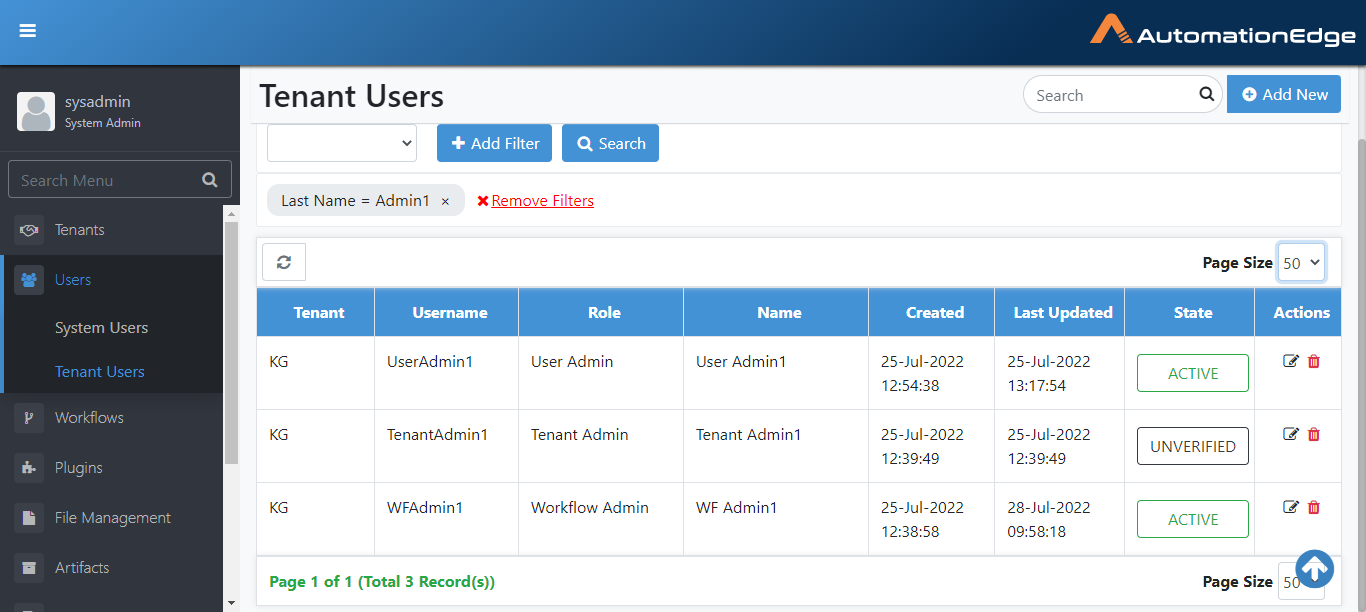 AutomationEdge
sysadmin
System Admin
Search Menu
Tenants
Users
System Users
Tenant Users
Workflows
Plugins
File Management
Artifacts
Tenant Users
Search
Add New
Add Filter
Search
Last Name = Admin1 ×
Remove Filters
Page Size 50
Tenant Username Role Name Created Last Updated State Actions
KG UserAdmin1 User Admin User Admin1 25-Jul-2022 12:54:38 25-Jul-2022 13:17:54 ACTIVE
KG TenantAdmin1 Tenant Admin Tenant Admin1 25-Jul-2022 12:39:49 25-Jul-2022 12:39:49 UNVERIFIED
KG WFAdmin1 Workflow Admin WF Admin1 25-Jul-2022 12:38:58 28-Jul-2022 09:58:18 ACTIVE
Page 1 of 1 (Total 3 Record(s))
Page Size 50